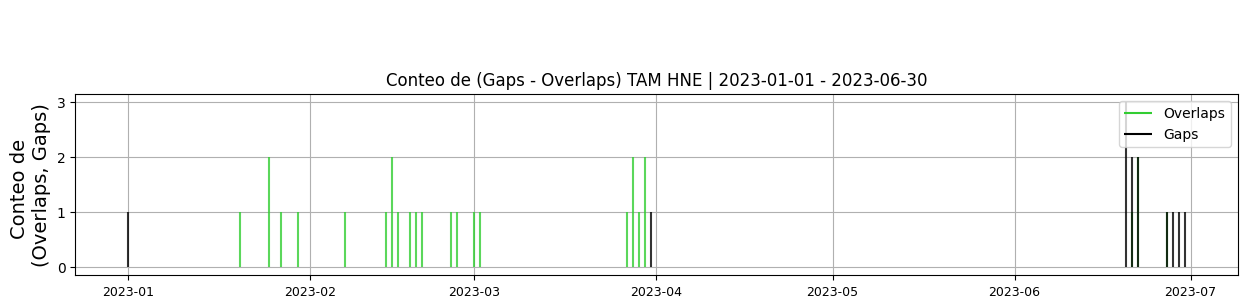 Conteo de (Gaps - Overlaps) TAM HNE | 2023-01-01 - 2023-06-30
Conteo de
(Overlaps, Gaps)
3
2
1
0
Overlaps
Gaps
2023-01
2023-02
2023-03
2023-04
2023-05
2023-06
2023-07